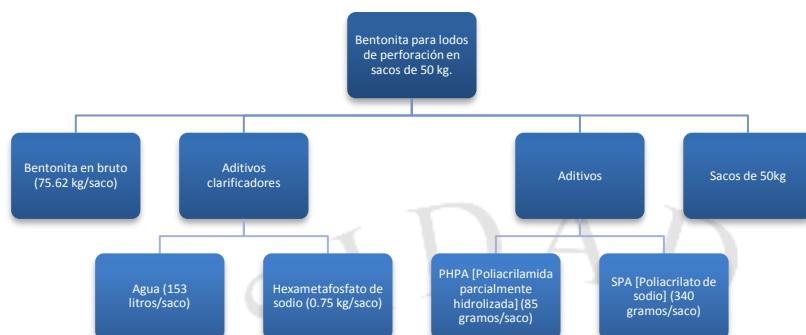 Bentonita para lodos
de perforación en
sacos de 50 kg.
Bentonita en bruto
(75.62 kg/saco)
Aditivos
clarificadores
Aditivos
Sacos de 50kg
Agua (153
litros/saco)
Hexametafosfato de
sodio (0.75 kg/saco)
PHPA [Poliacrilamida
parcialmente
hidrolizada] (85
gramos/saco)
SPA [Poliacrilato de
sodio] (340
gramos/saco)
SIDAD